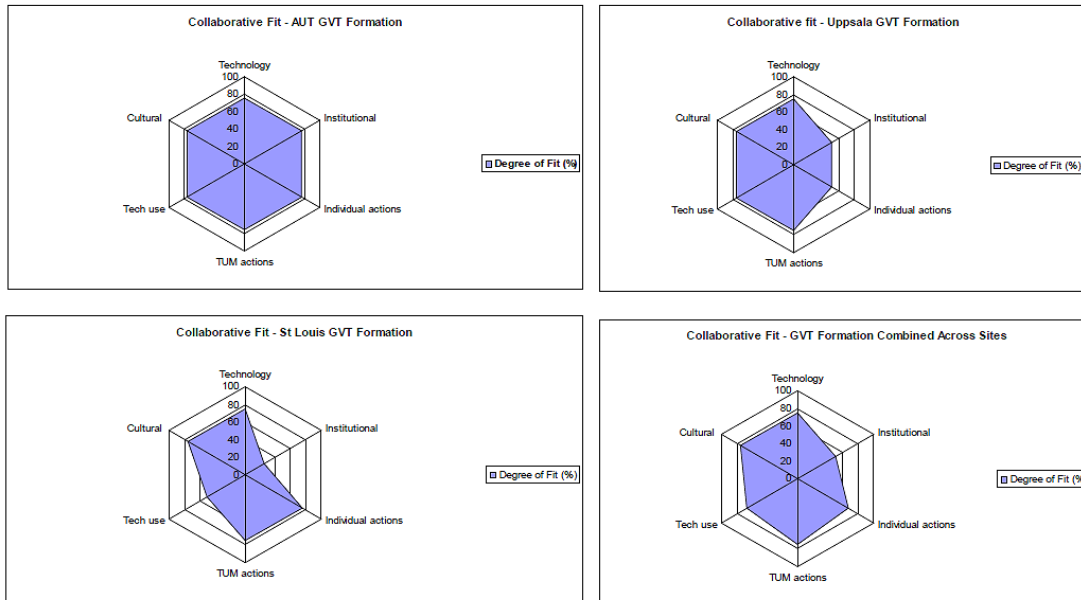 Collaborative Fit - AUT GVT Formation
Technology
100
80
60
40
20
0
Cultural
Institutional
Tech use
Individual actions
TUM actions
Degree of Fit (%)
Collaborative fit - Uppsala GVT Formation
Technology
100
80
60
40
20
0
Cultural
Institutional
Tech use
Individual actions
TUM actions
Degree of Fit (%)
Collaborative Fit - St Louis GVT Formation
Technology
100
80
60
40
20
0
Cultural
Institutional
Tech use
Individual actions
TUM actions
Degree of Fit (%)
Collaborative Fit - GVT Formation Combined Across Sites
Technology
100
80
60
40
20
0
Cultural
Institutional
Tech use
Individual actions
TUM actions
Degree of Fit (%